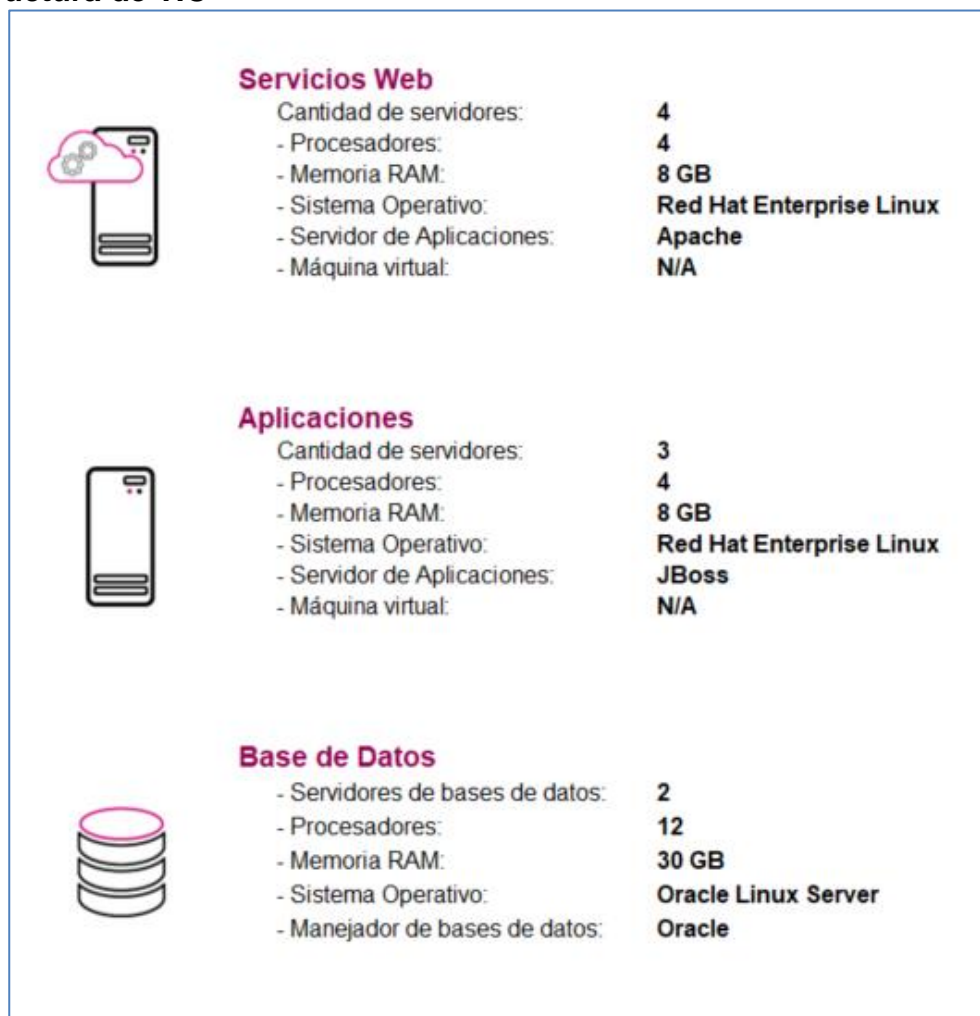 Servicios Web
Cantidad de servidores: 4
- Procesadores: 4
- Memoria RAM: 8 GB
- Sistema Operativo: Red Hat Enterprise Linux
- Servidor de Aplicaciones: Apache
- Máquina virtual: N/A
Aplicaciones
Cantidad de servidores: 3
- Procesadores: 4
- Memoria RAM: 8 GB
- Sistema Operativo: Red Hat Enterprise Linux
- Servidor de Aplicaciones: JBoss
- Máquina virtual: N/A
Base de Datos
- Servidores de bases de datos: 2
- Procesadores: 12
- Memoria RAM: 30 GB
- Sistema Operativo: Oracle Linux Server
- Manejador de bases de datos: Oracle